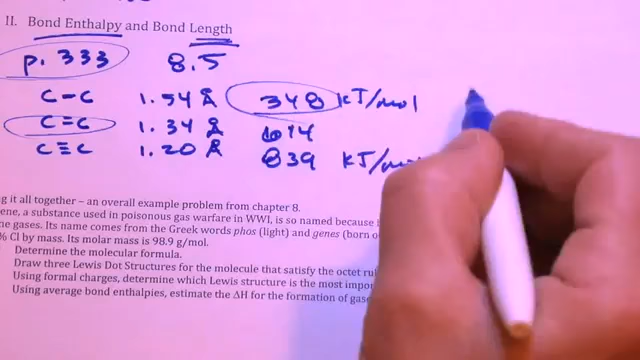 II. Bond Enthalpy and Bond Length
p. 333 8.5
C-C 1.54 Å 348 kJ/mol
C=C 1.34 Å 614
C≡C 1.20 Å 839 kJ/mo
g it all together – an overall example problem from chapter 8.
ene, a substance used in poisonous gas warfare in WWI, is so named because
e gases. Its name comes from the Greek words phos (light) and genes (born o
% Cl by mass. Its molar mass is 98.9 g/mol.
Determine the molecular formula.
Draw three Lewis Dot Structures for the molecule that satisfy the octet rul
Using formal charges, determine which Lewis structure is the most impor
Using average bond enthalpies, estimate the ΔH for the formation of gase